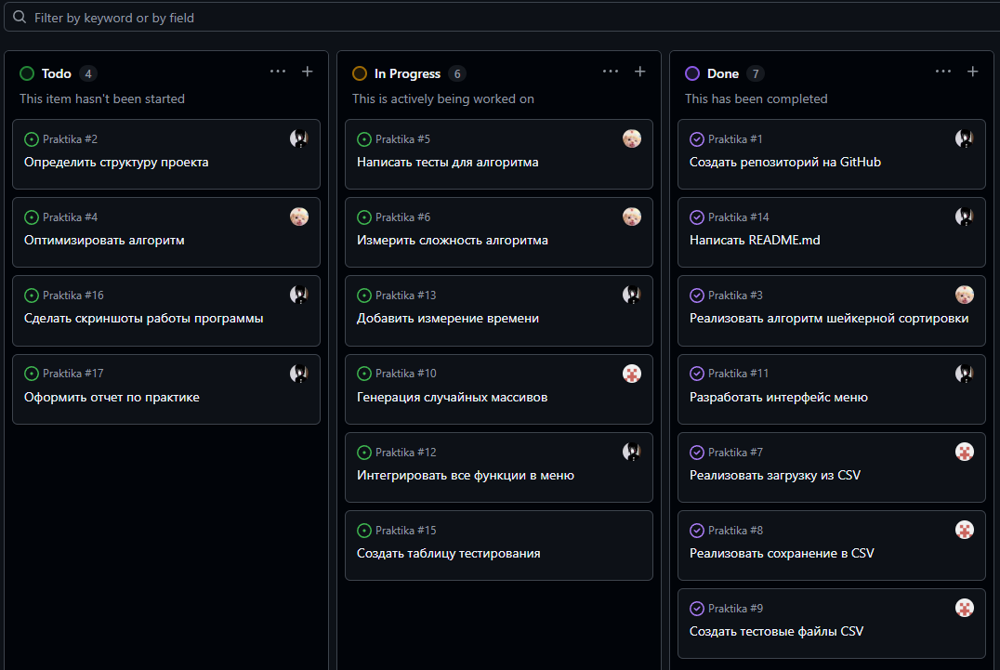 Filter by keyword or by field
Todo 4
This item hasn't been started
Praktika #2
Определить структуру проекта
Praktika #4
Оптимизировать алгоритм
Praktika #16
Сделать скриншоты работы программы
Praktika #17
Оформить отчет по практике
In Progress 6
This is actively being worked on
Praktika #5
Написать тесты для алгоритма
Praktika #6
Измерить сложность алгоритма
Praktika #13
Добавить измерение времени
Praktika #10
Генерация случайных массивов
Praktika #12
Интегрировать все функции в меню
Praktika #15
Создать таблицу тестирования
Done 7
This has been completed
Praktika #1
Создать репозиторий на GitHub
Praktika #14
Написать README.md
Praktika #3
Реализовать алгоритм шейкерной сортировки
Praktika #11
Разработать интерфейс меню
Praktika #7
Реализовать загрузку из CSV
Praktika #8
Реализовать сохранение в CSV
Praktika #9
Создать тестовые файлы CSV